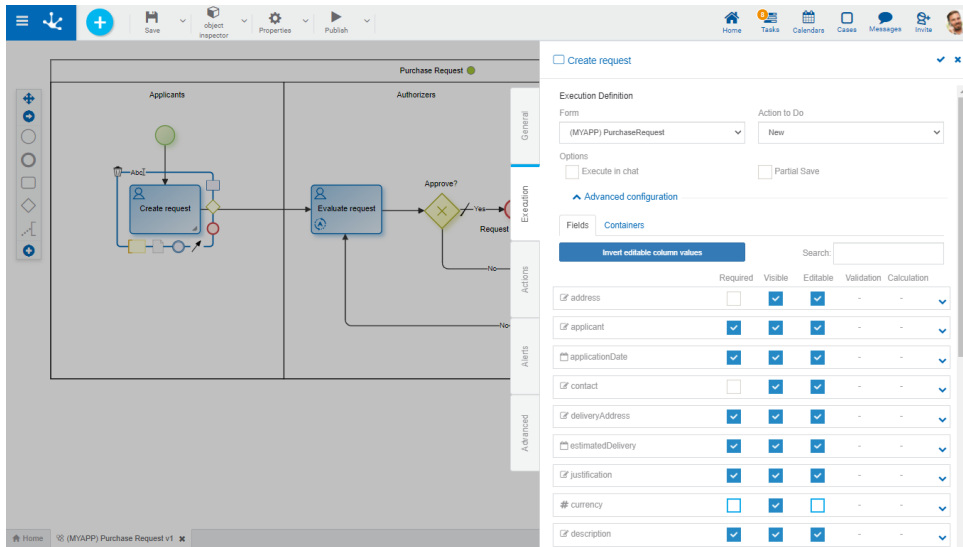 Save
object
inspector
Properties
Publish
Home
9
Tasks
Calendars
Cases
Messages
Invite
Purchase Request
Applicants
Authorizers
Abc
Create request
Evaluate request
Approve?
Yes
Request
No
No
General
Execution
Actions
Alerts
Advanced
Create request
Execution Definition
Form
Action to Do
(MYAPP) PurchaseRequest
New
Options
Execute in chat
Partial Save
Advanced configuration
Fields
Containers
Invert editable column values
Search:
Required Visible Editable Validation Calculation
address - -
applicant - -
applicationDate - -
contact - -
deliveryAddress - -
estimatedDelivery - -
justification - -
# currency - -
description - -
Home
(MYAPP) Purchase Request v1